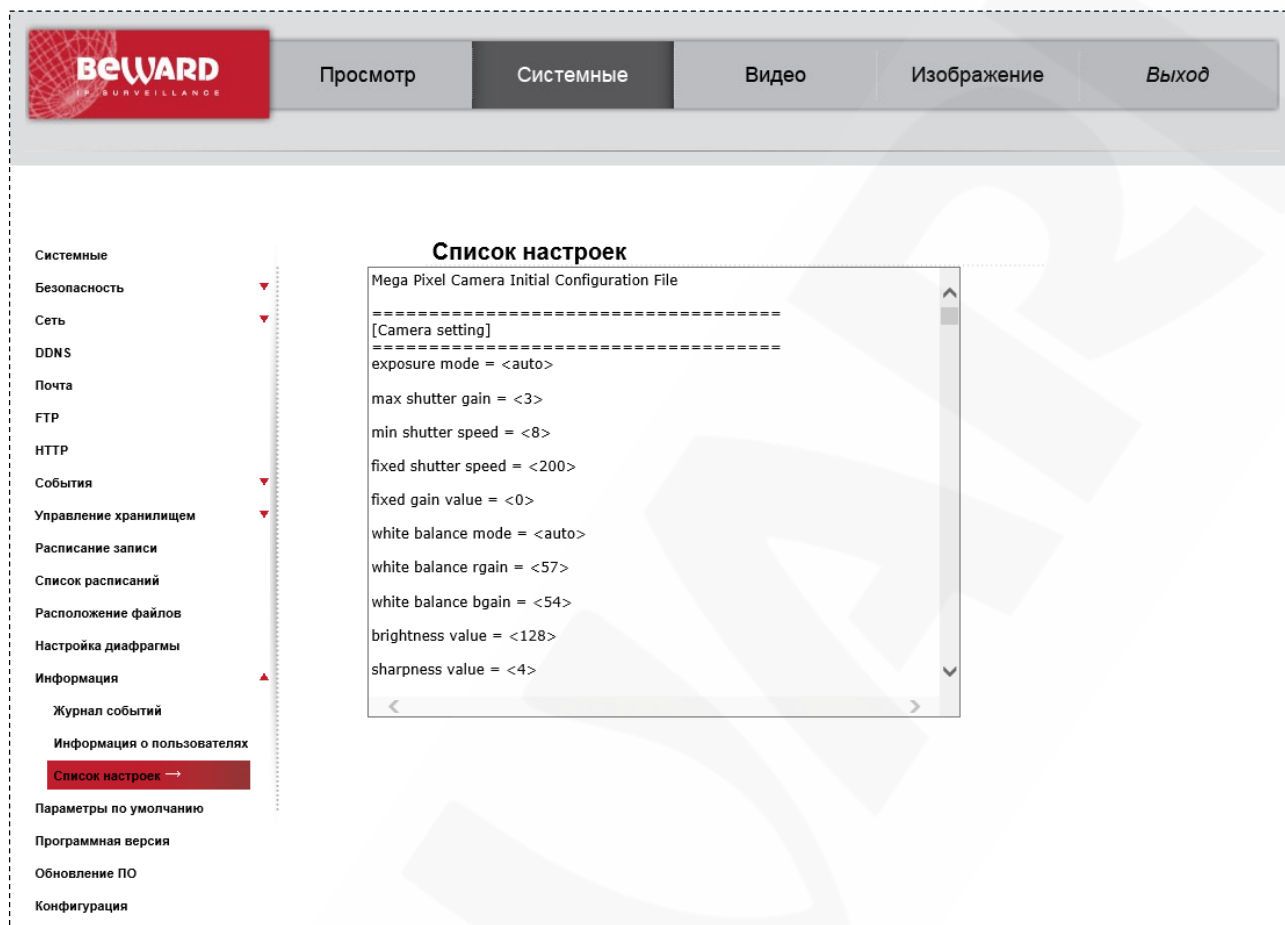 BEWARD
IP SURVEILLANCE
Просмотр
Системные
Видео
Изображение
Выход
Системные
Безопасность
Сеть
DDNS
Почта
FTP
HTTP
События
Управление хранилищем
Расписание записи
Список расписаний
Расположение файлов
Настройка диафрагмы
Информация
Журнал событий
Информация о пользователях
Список настроек →
Параметры по умолчанию
Программная версия
Обновление ПО
Конфигурация
Список настроек
Mega Pixel Camera Initial Configuration File
====================================
[Camera setting]
====================================
exposure mode = <auto>
max shutter gain = <3>
min shutter speed = <8>
fixed shutter speed = <200>
fixed gain value = <0>
white balance mode = <auto>
white balance rgain = <57>
white balance bgain = <54>
brightness value = <128>
sharpness value = <4>